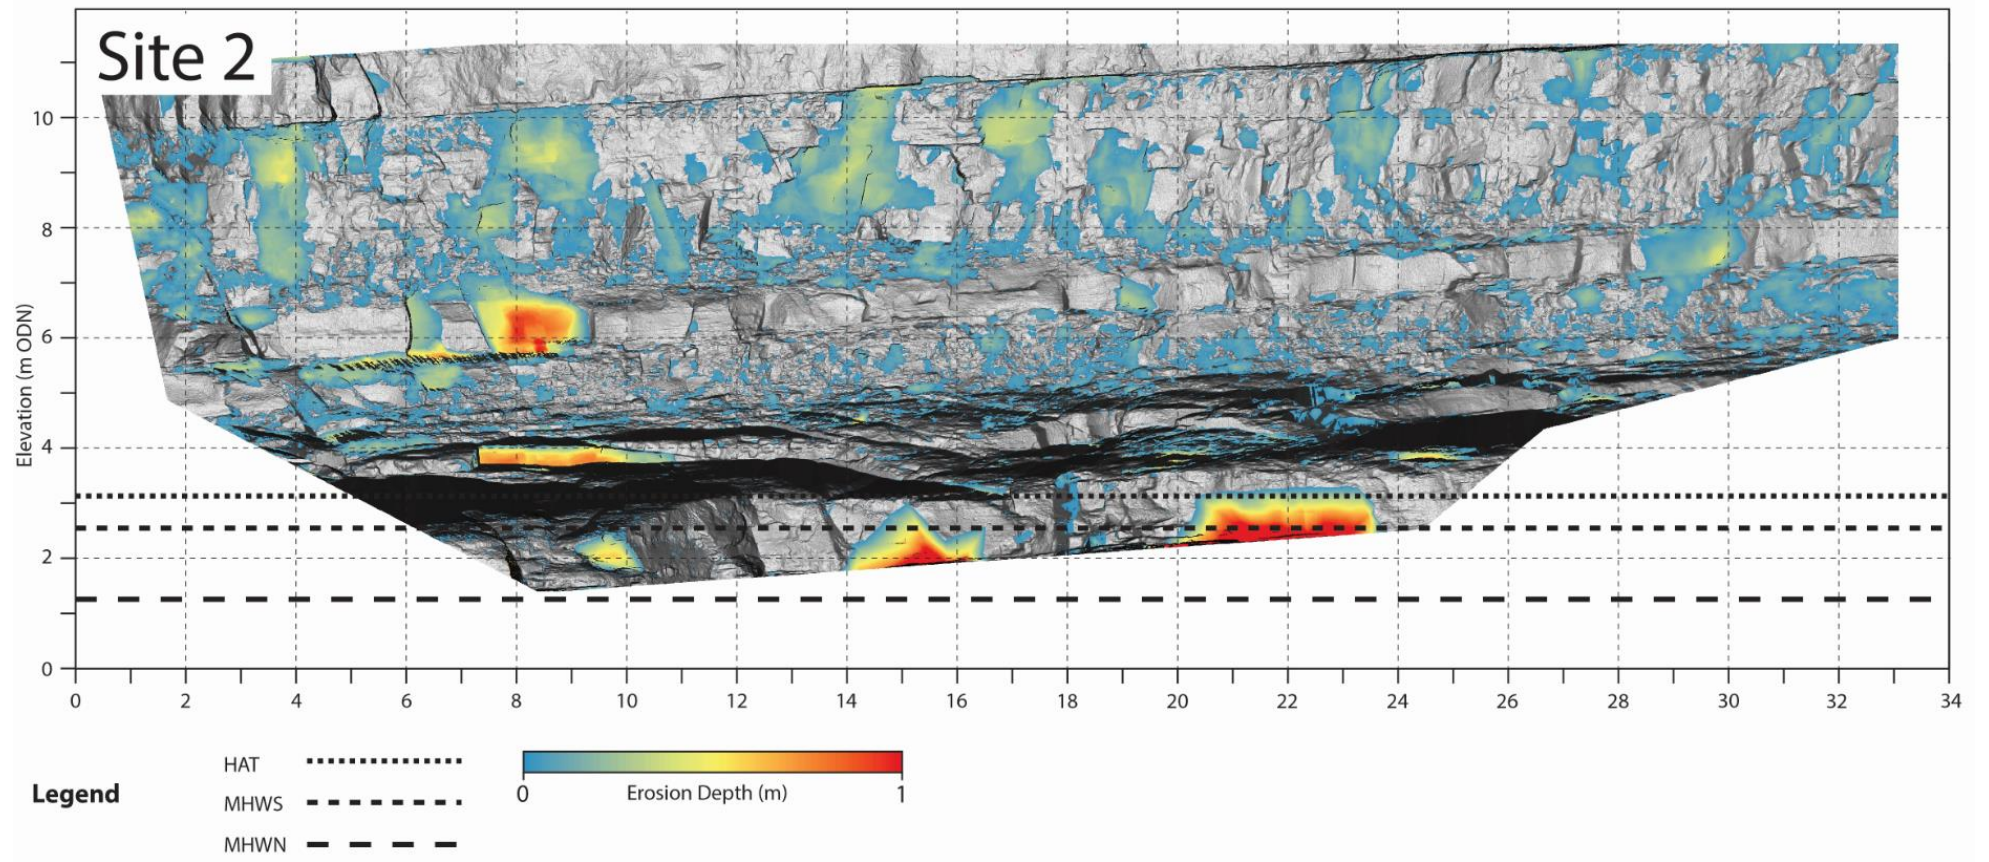 Site 2
Elevation (m ODN)
10
8
6
4
2
0
0 2 4 6 8 10 12 14 16 18 20 22 24 26 28 30 32 34
Legend
HAT
MHWS
MHWN
0 Erosion Depth (m) 1